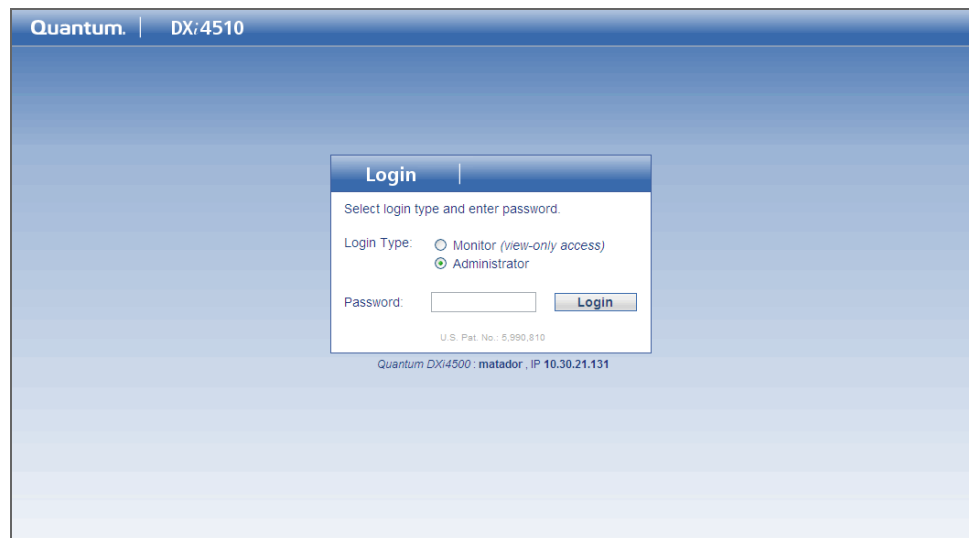 Quantum. DXi4510
Login
Select login type and enter password.
Login Type: Monitor (view-only access)
Administrator
Password: Login
U.S. Pat. No.: 5,990,810
Quantum DXi4500 : matador , IP 10.30.21.131